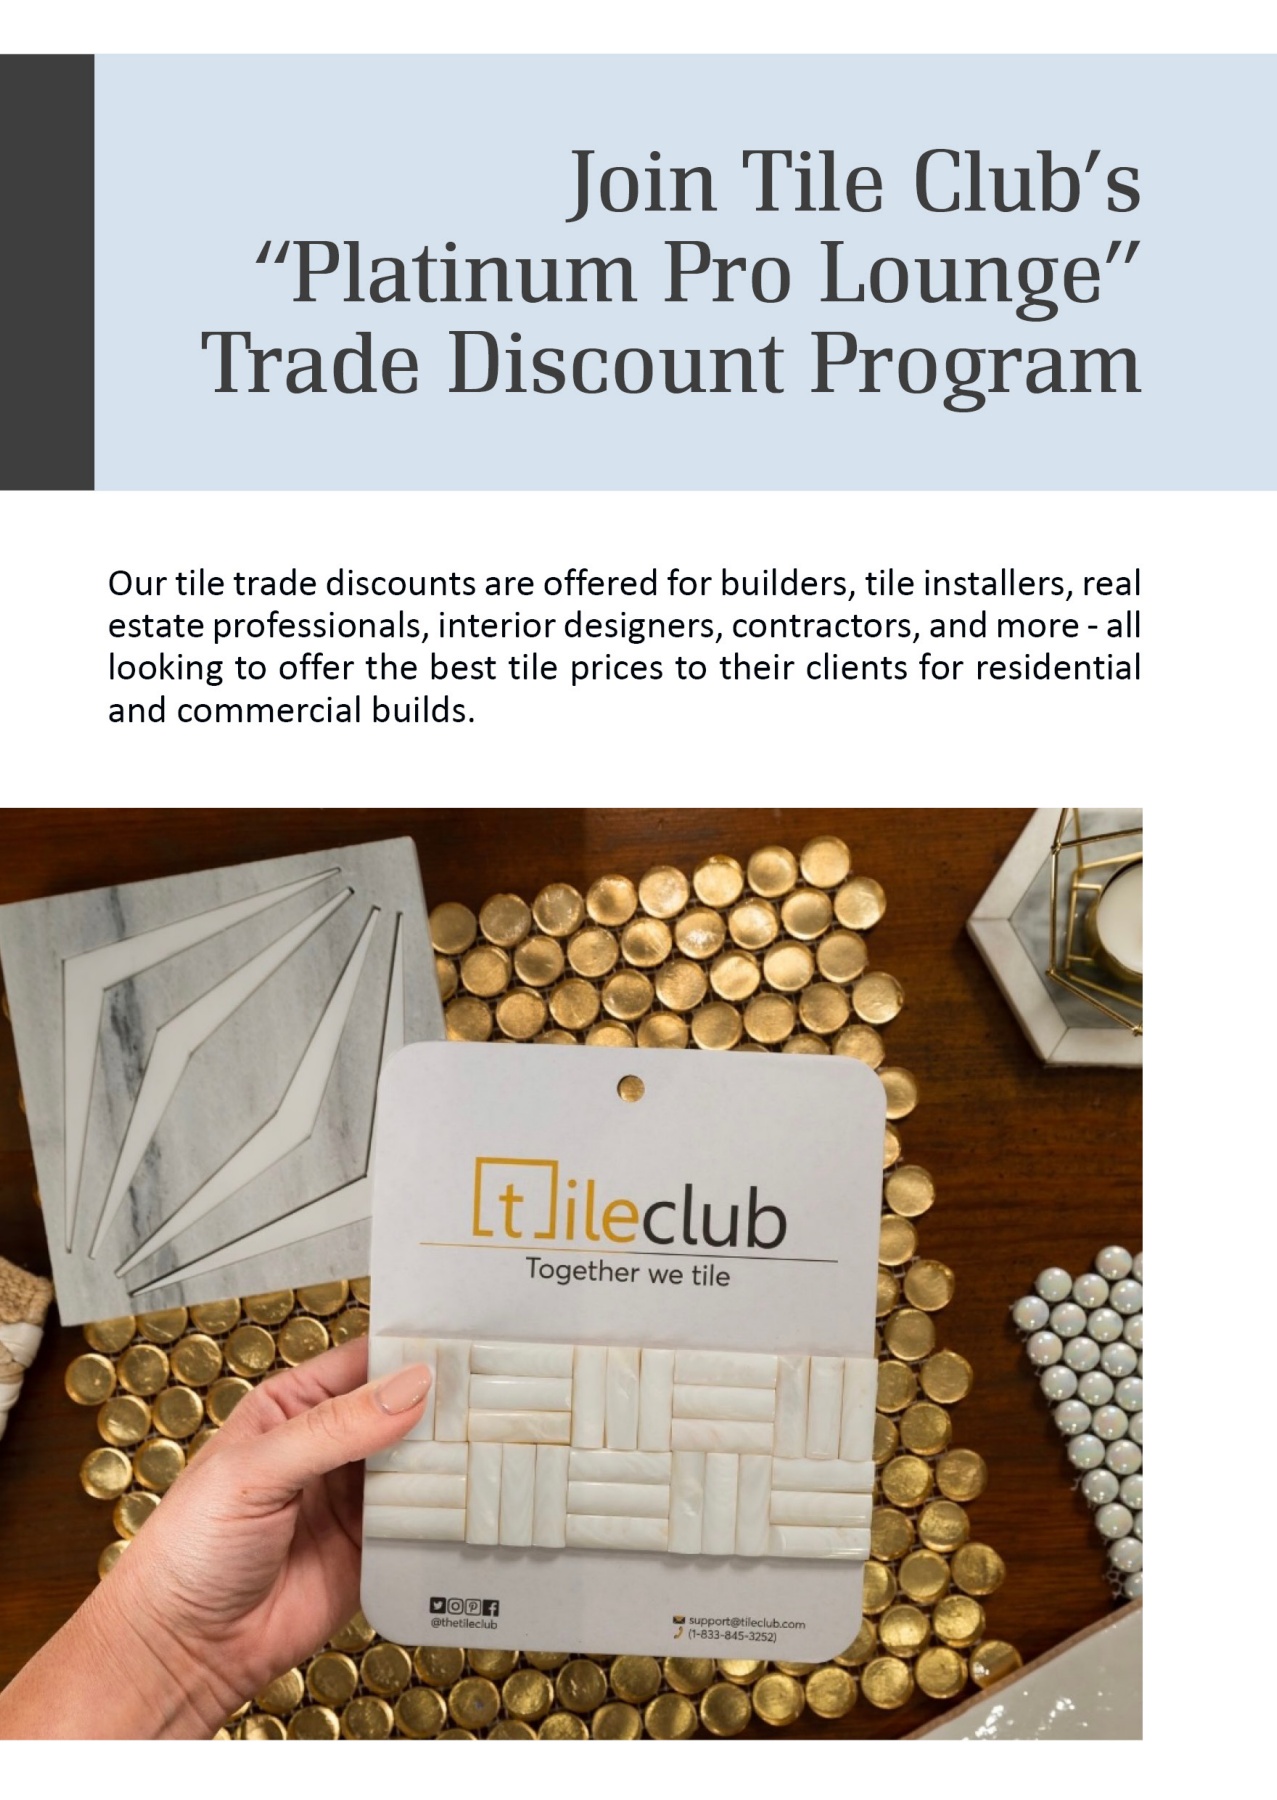 Join Tile Club’s
“Platinum Pro Lounge”
Trade Discount Program
Our tile trade discounts are offered for builders, tile installers, real
estate professionals, interior designers, contractors, and more - all
looking to offer the best tile prices to their clients for residential
and commercial builds.
tileclub
Together we tile
@thetileclub
support@tileclub.com
(1-833-845-3252)